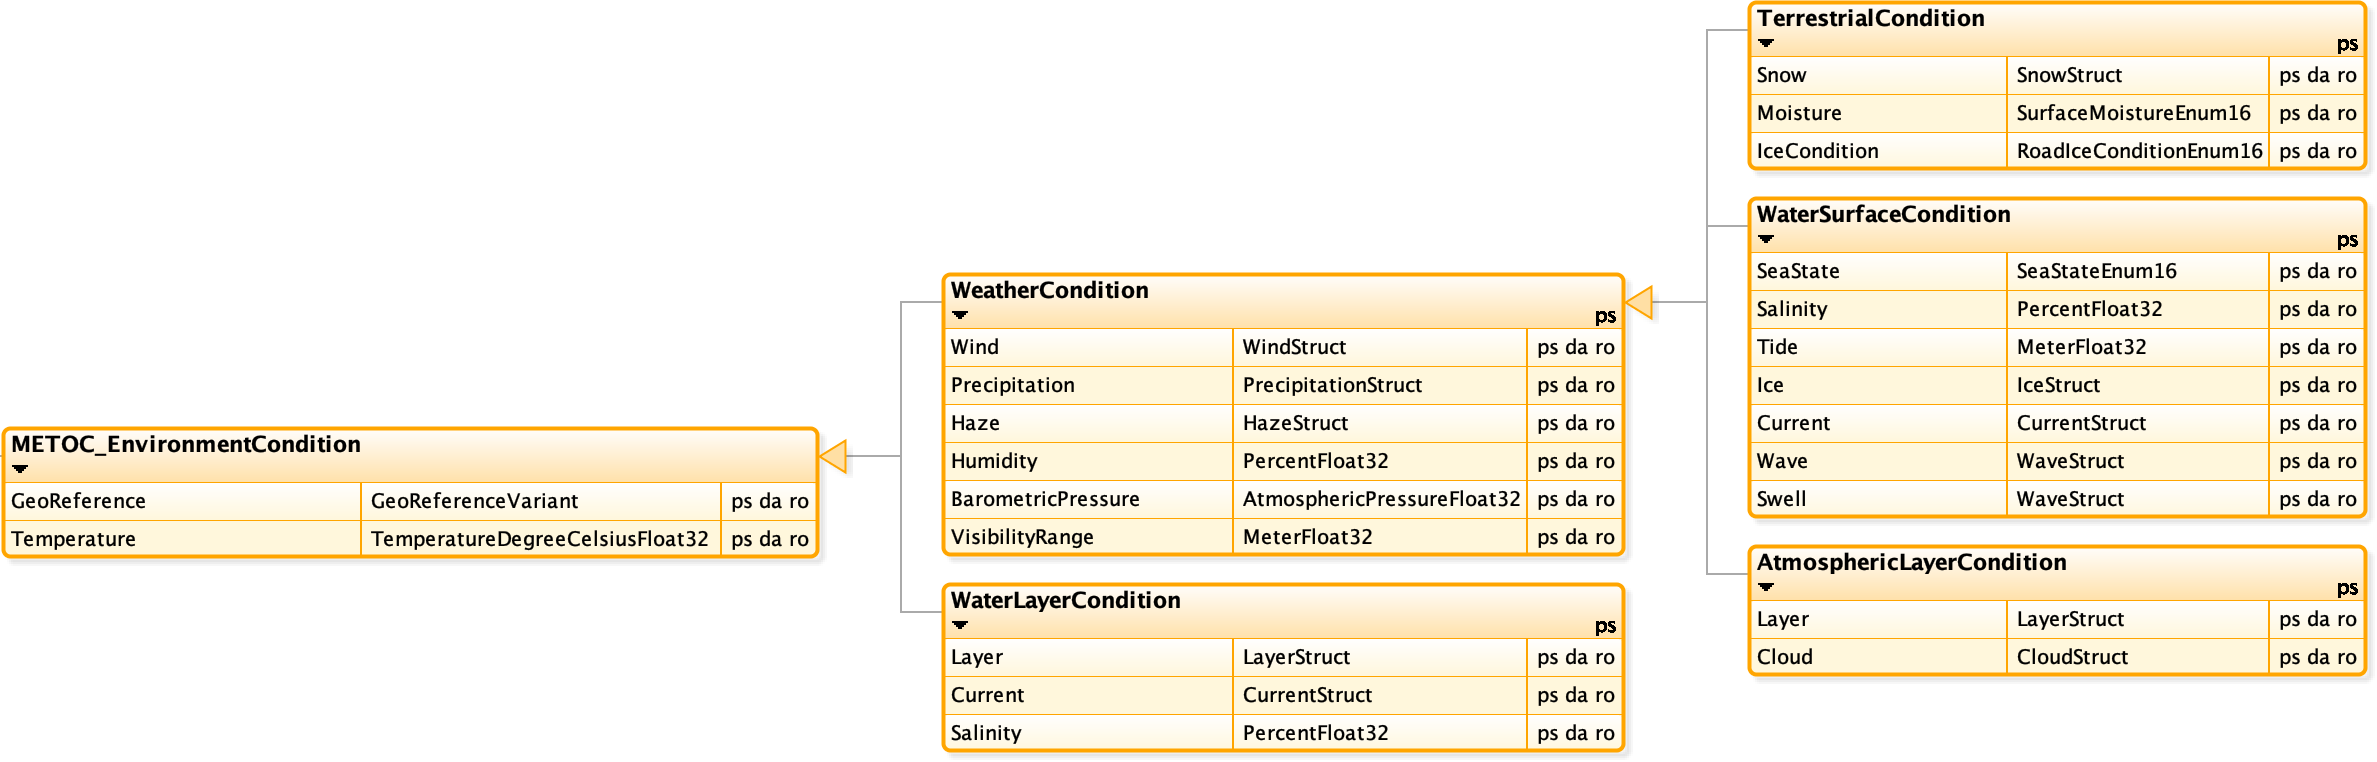 METOC_EnvironmentCondition
GeoReference GeoReferenceVariant ps da ro
Temperature TemperatureDegreeCelsiusFloat32 ps da ro
WeatherCondition
ps
Wind WindStruct ps da ro
Precipitation PrecipitationStruct ps da ro
Haze HazeStruct ps da ro
Humidity PercentFloat32 ps da ro
BarometricPressure AtmosphericPressureFloat32 ps da ro
VisibilityRange MeterFloat32 ps da ro
WaterLayerCondition
ps
Layer LayerStruct ps da ro
Current CurrentStruct ps da ro
Salinity PercentFloat32 ps da ro
TerrestrialCondition
ps
Snow SnowStruct ps da ro
Moisture SurfaceMoistureEnum16 ps da ro
IceCondition RoadIceConditionEnum16 ps da ro
WaterSurfaceCondition
ps
SeaState SeaStateEnum16 ps da ro
Salinity PercentFloat32 ps da ro
Tide MeterFloat32 ps da ro
Ice IceStruct ps da ro
Current CurrentStruct ps da ro
Wave WaveStruct ps da ro
Swell WaveStruct ps da ro
AtmosphericLayerCondition
ps
Layer LayerStruct ps da ro
Cloud CloudStruct ps da ro